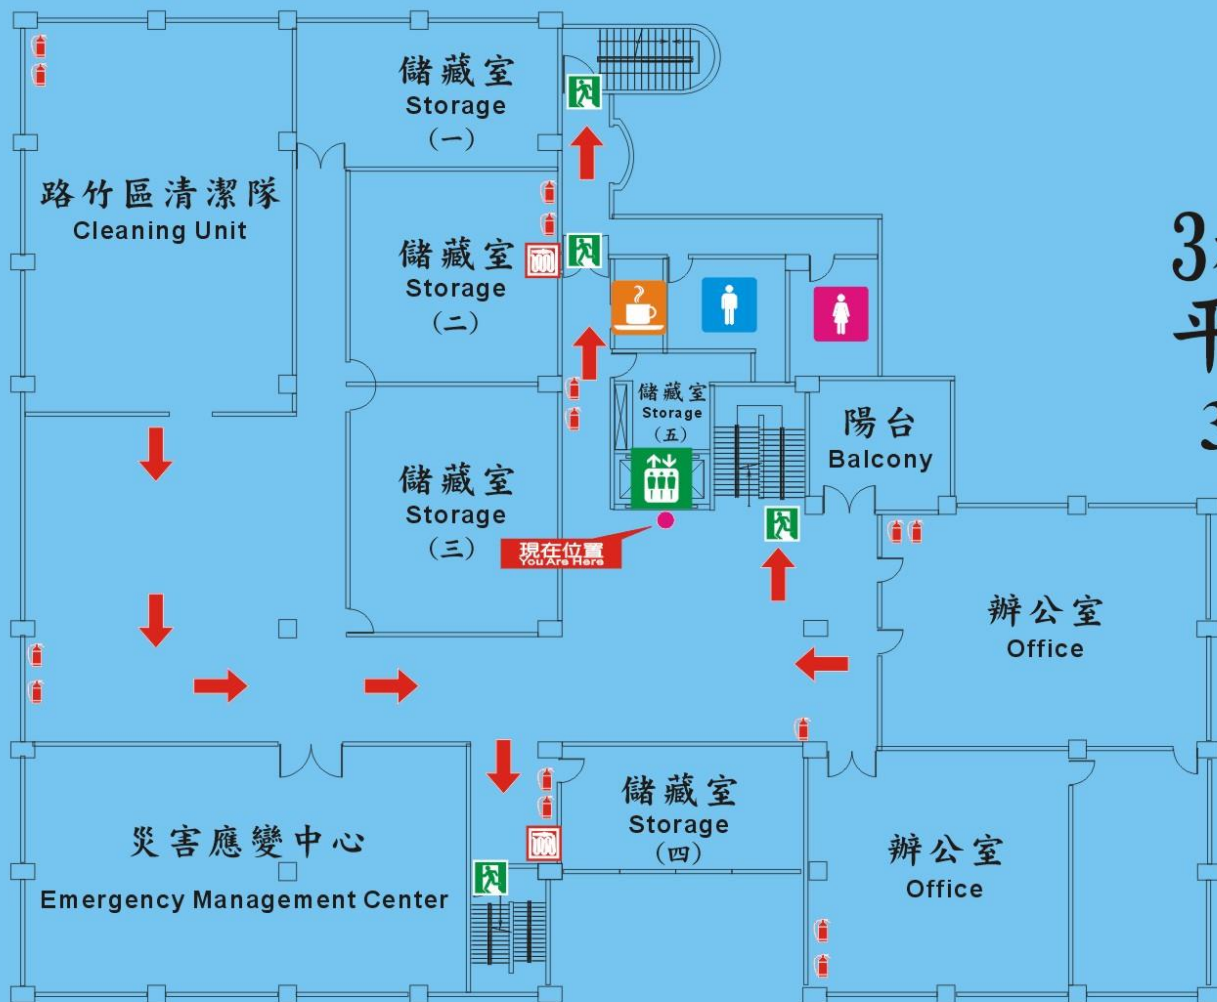 儲藏室
Storage
(一)
路竹區清潔隊
Cleaning Unit
儲藏室
Storage
(二)
3
平
儲藏室
Storage
(五)
陽台
Balcony
儲藏室
Storage
(三)
現在位置
You Are Here
辦公室
Office
儲藏室
Storage
(四)
災害應變中心
Emergency Management Center
辦公室
Office